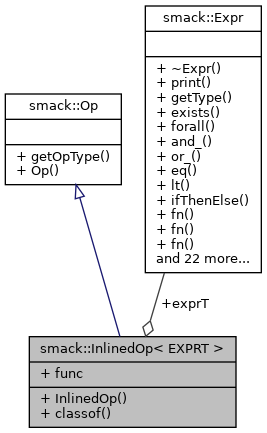 smack::Expr
+ ~Expr()
+ print()
+ getType()
+ exists()
+ forall()
+ and_()
+ or_()
+ eq()
+ lt()
+ ifThenElse()
+ fn()
+ fn()
+ fn()
and 22 more...
smack::Op
+ getOpType()
+ Op()
+exprT
smack::InlinedOp< EXPRT >
+ func
+ InlinedOp()
+ classof()